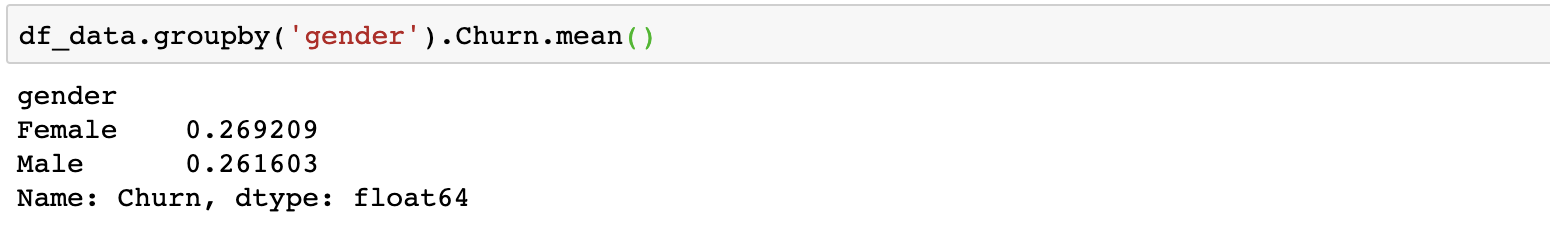 df_data.groupby('gender').Churn.mean()
gender
Female    0.269209
Male      0.261603
Name: Churn, dtype: float64